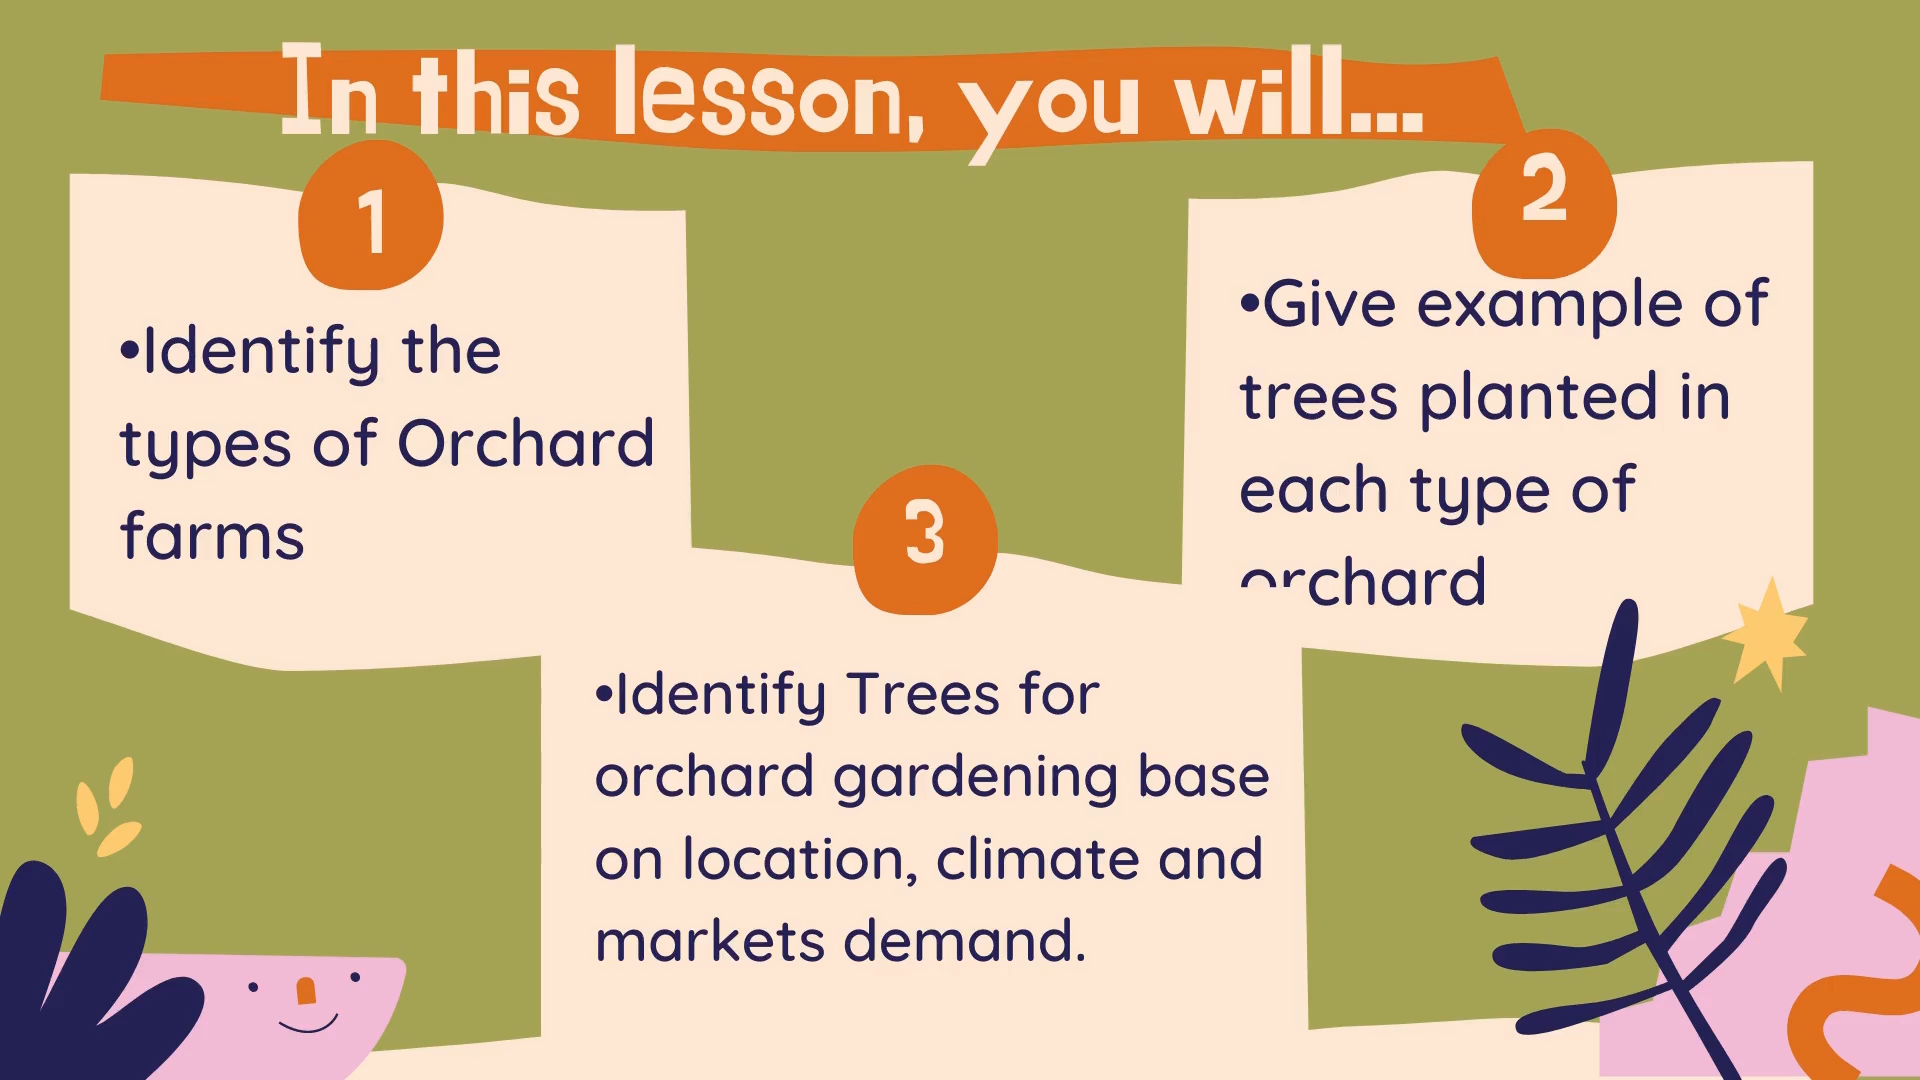 In this lesson, you will...
1
•Identify the
types of Orchard
farms
2
•Give example of
trees planted in
each type of
orchard
3
•Identify Trees for
orchard gardening base
on location, climate and
markets demand.